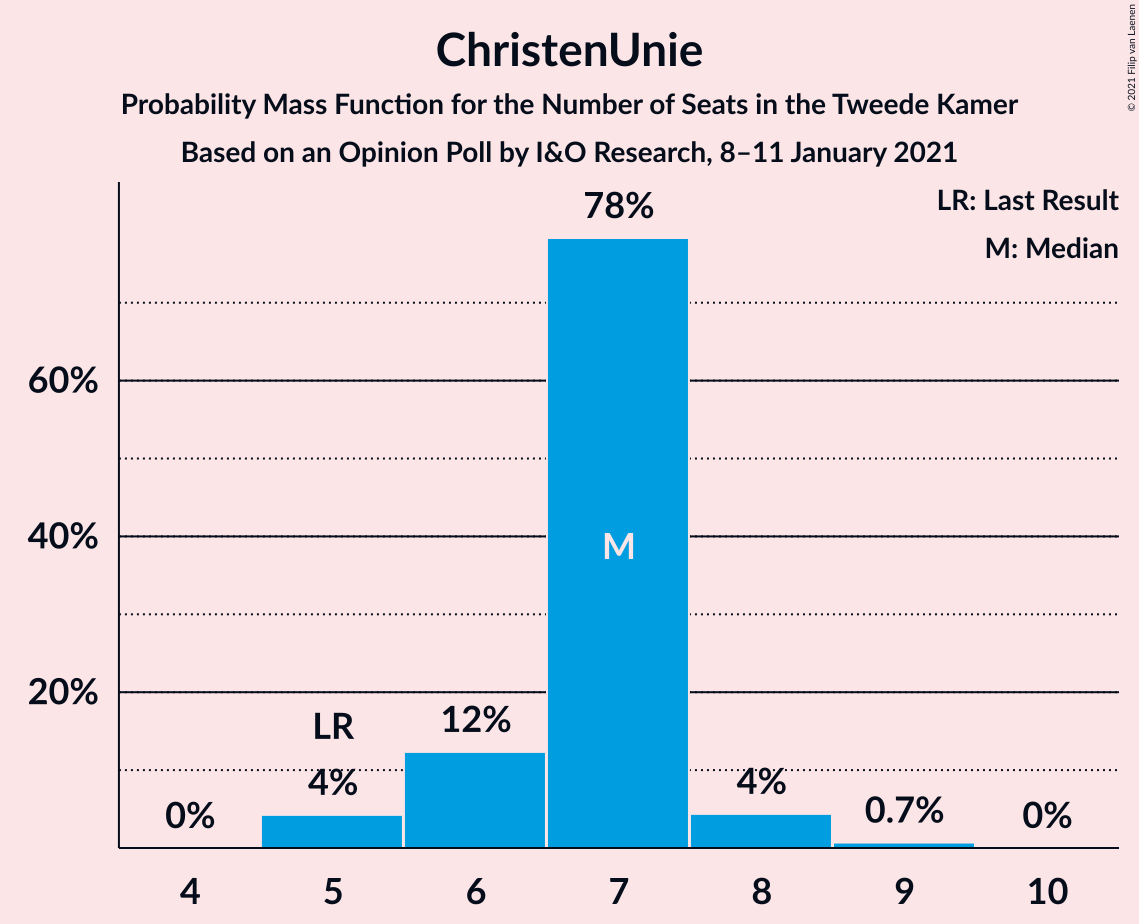 ChristenUnie
Probability Mass Function for the Number of Seats in the Tweede Kamer
Based on an Opinion Poll by I&O Research, 8–11 January 2021
© 2021 Filip van Laenen
LR: Last Result
M: Median
78%
60%
40%
M
20%
LR
12%
4%
4%
0%
0.7%
0%
4
5
6
7
8
9
10